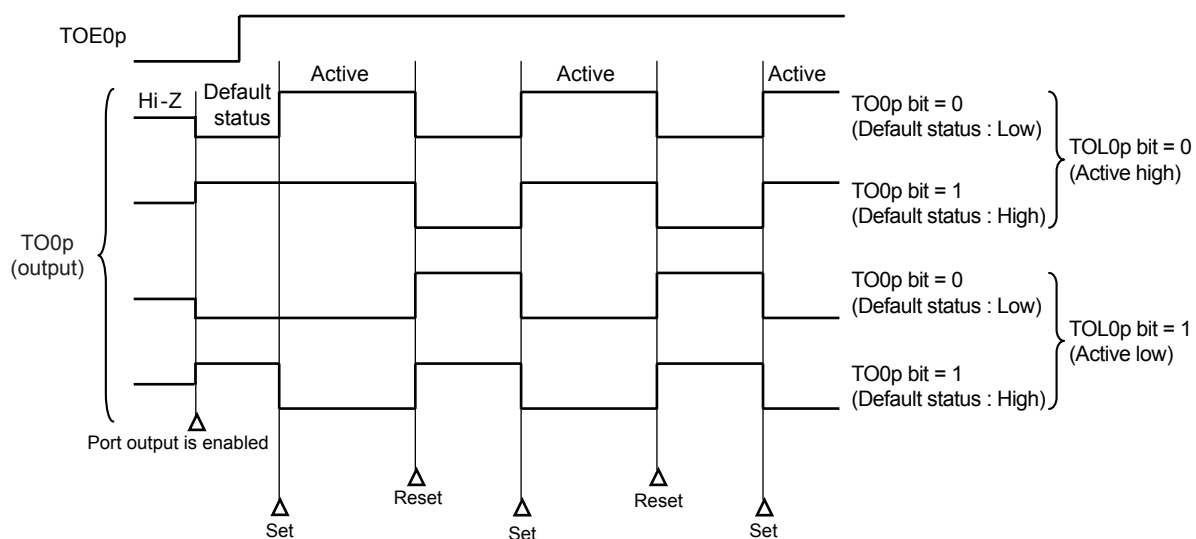 TOE0p
Active
Active
Active
Hi-Z
Default
status
TO0p bit = 0
(Default status : Low)
TOL0p bit = 0
(Active high)
TO0p bit = 1
(Default status : High)
TO0p
(output)
TO0p bit = 0
(Default status : Low)
TOL0p bit = 1
(Active low)
TO0p bit = 1
(Default status : High)
Port output is enabled
Reset
Reset
Set
Set
Set